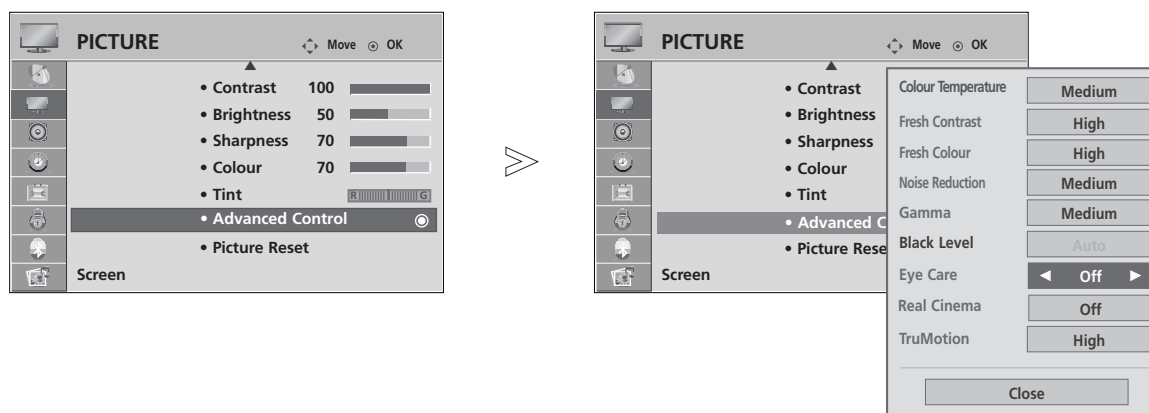 PICTURE Move OK
• Contrast 100
• Brightness 50
• Sharpness 70
• Colour 70
• Tint R G
• Advanced Control
• Picture Reset
Screen
PICTURE Move OK
• Contrast
• Brightness
• Sharpness
• Colour
• Tint
• Advanced C
• Picture Rese
Screen
Colour Temperature Medium
Fresh Contrast High
Fresh Colour High
Noise Reduction Medium
Gamma Medium
Black Level Auto
Eye Care ◄ Off ►
Real Cinema Off
TruMotion High
Close